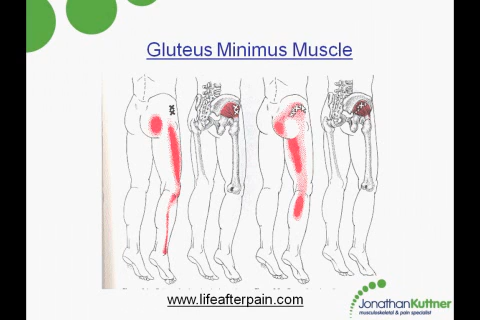 Gluteus Minimus Muscle
www.lifeafterpain.com
JonathanKuttner
musculoskeletal & pain specialist